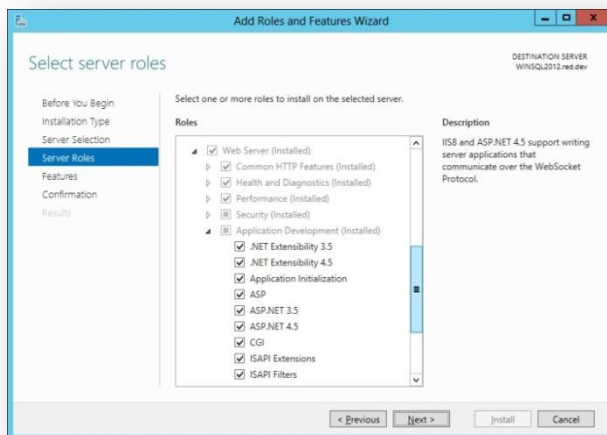 Add Roles and Features Wizard
Select server roles
DESTINATION SERVER
WINSQL2012.red.dev
Before You Begin
Installation Type
Server Selection
Server Roles
Features
Confirmation
Results
Select one or more roles to install on the selected server.
Roles
Web Server (Installed)
Common HTTP Features (Installed)
Health and Diagnostics (Installed)
Performance (Installed)
Security (Installed)
Application Development (Installed)
.NET Extensibility 3.5
.NET Extensibility 4.5
Application Initialization
ASP
ASP.NET 3.5
ASP.NET 4.5
CGI
ISAPI Extensions
ISAPI Filters
Description
IIS8 and ASP.NET 4.5 support writing
server applications that
communicate over the WebSocket
Protocol.
< Previous
Next >
Install
Cancel